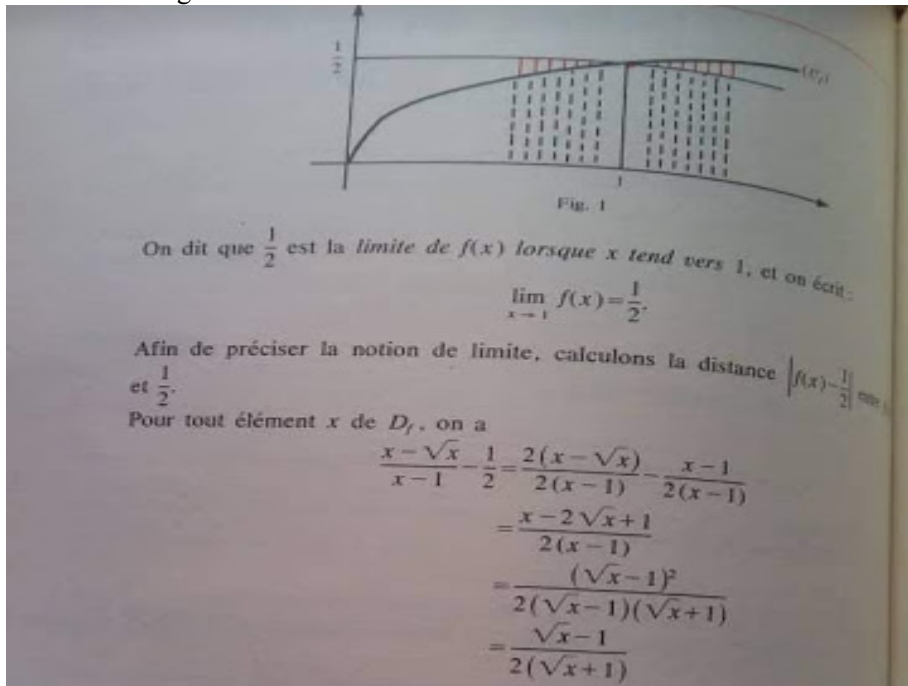 1/2
1
Fig. 1
On dit que 1/2 est la limite de f(x) lorsque x tend vers 1, et on écrit :
lim f(x) = 1/2.
x → 1
Afin de préciser la notion de limite, calculons la distance |f(x) − 1/2|
et 1/2.
Pour tout élément x de D_f, on a
(x − √x)/(x − 1) − 1/2 = 2(x − √x)/2(x − 1) − (x − 1)/2(x − 1)
= (x − 2√x + 1)/2(x − 1)
= (√x − 1)²/2(√x − 1)(√x + 1)
= (√x − 1)/2(√x + 1)